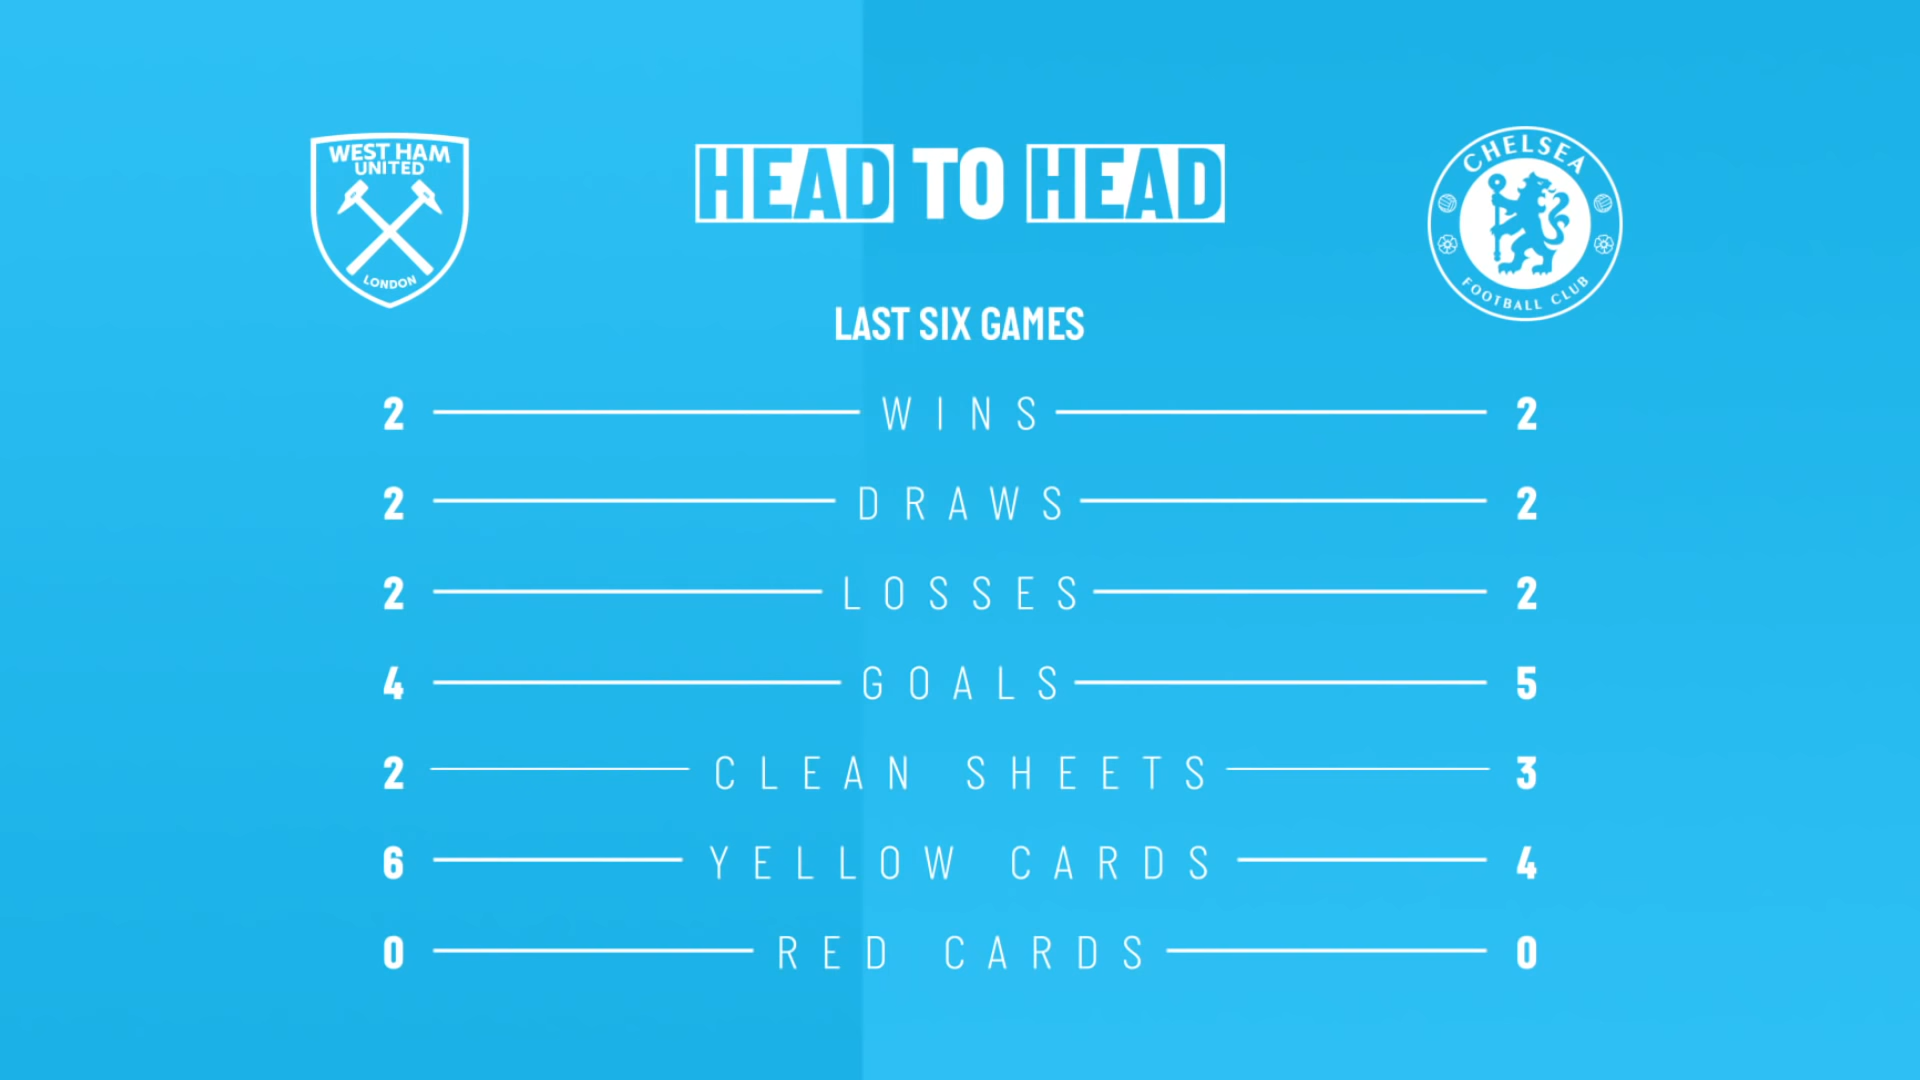 WEST HAM
UNITED
LONDON
HEAD TO HEAD
CHELSEA
FOOTBALL CLUB
LAST SIX GAMES
2 WINS 2
2 DRAWS 2
2 LOSSES 2
4 GOALS 5
2 CLEAN SHEETS 3
6 YELLOW CARDS 4
0 RED CARDS 0